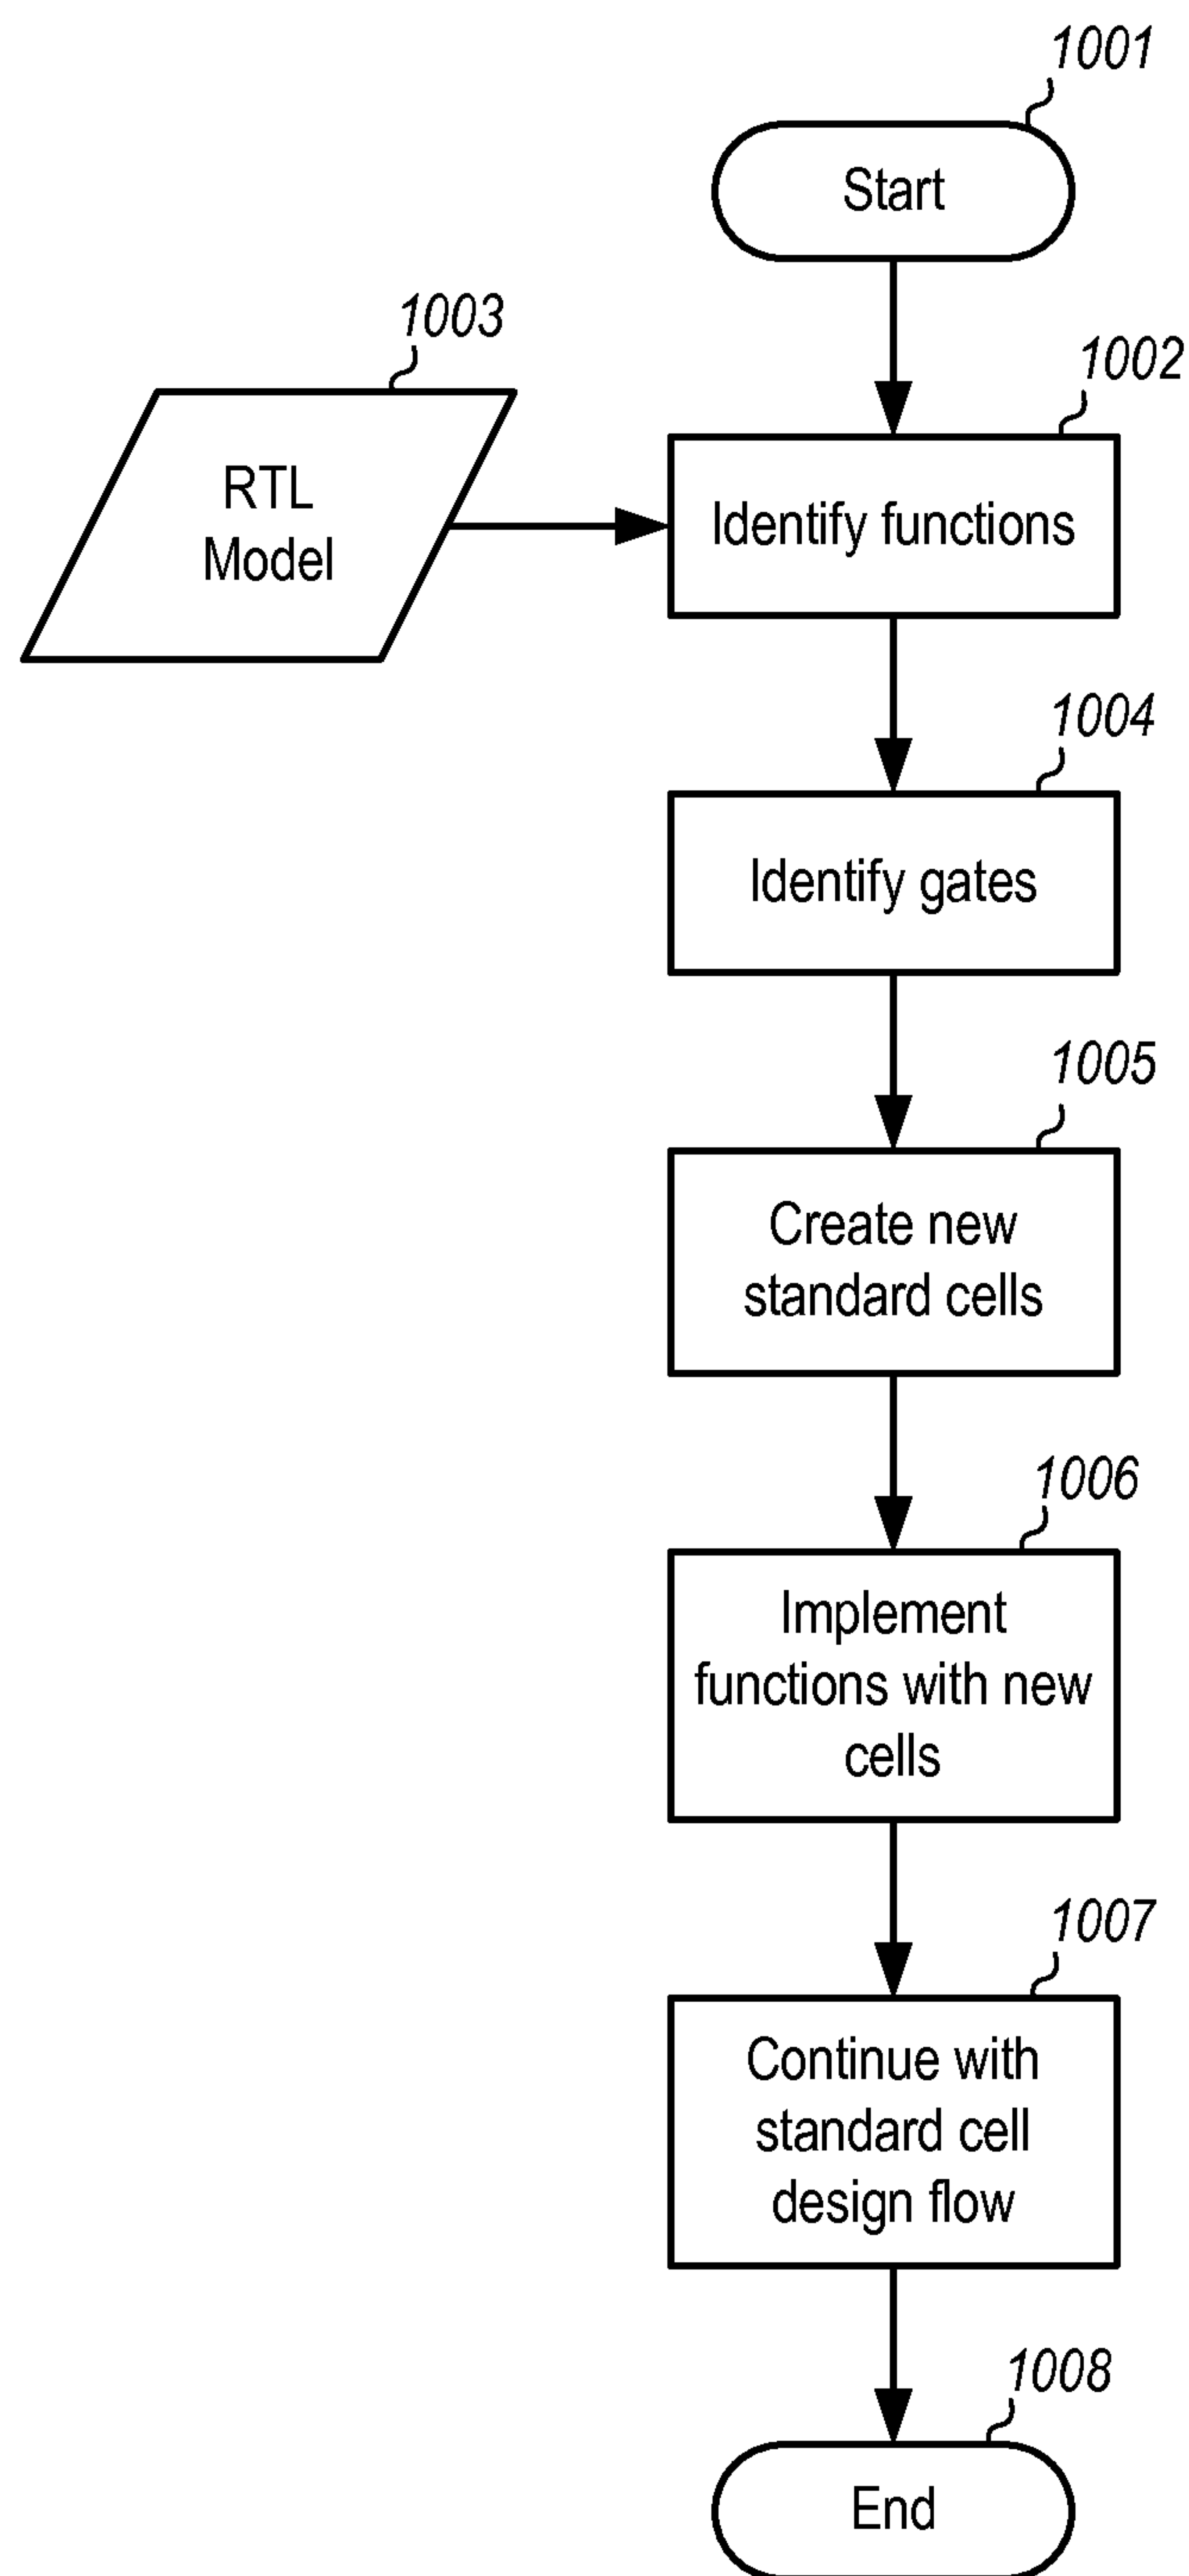 1001
Start
1003
1002
RTL
Model
Identify functions
1004
Identify gates
1005
Create new
standard cells
1006
Implement
functions with new
cells
1007
Continue with
standard cell
design flow
1008
End